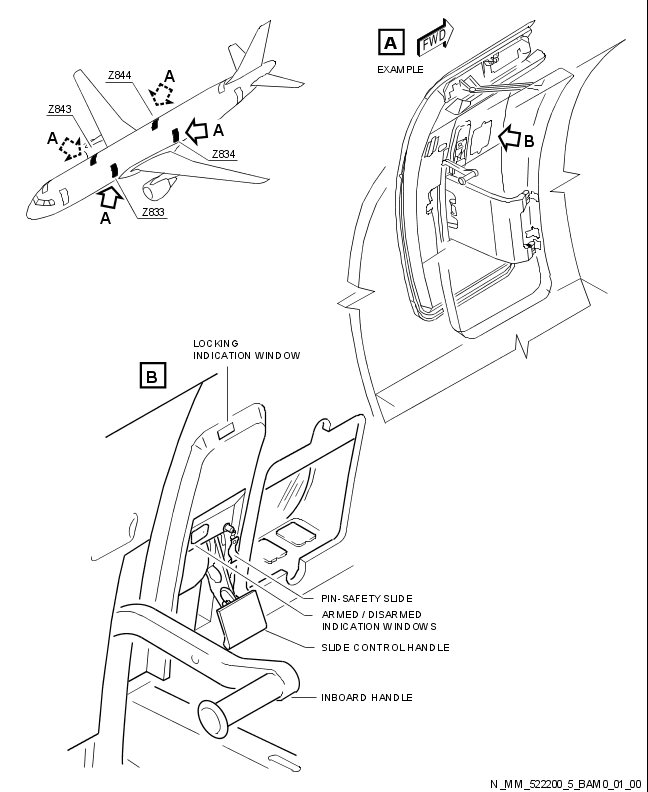 Z844
A
Z843
A
A
Z834
Z833
A
A
FWD
EXAMPLE
B
LOCKING
INDICATION WINDOW
B
PIN-SAFETY SLIDE
ARMED / DISARMED
INDICATION WINDOWS
SLIDE CONTROL HANDLE
INBOARD HANDLE
N_MM_522200_5_BAM0_01_00